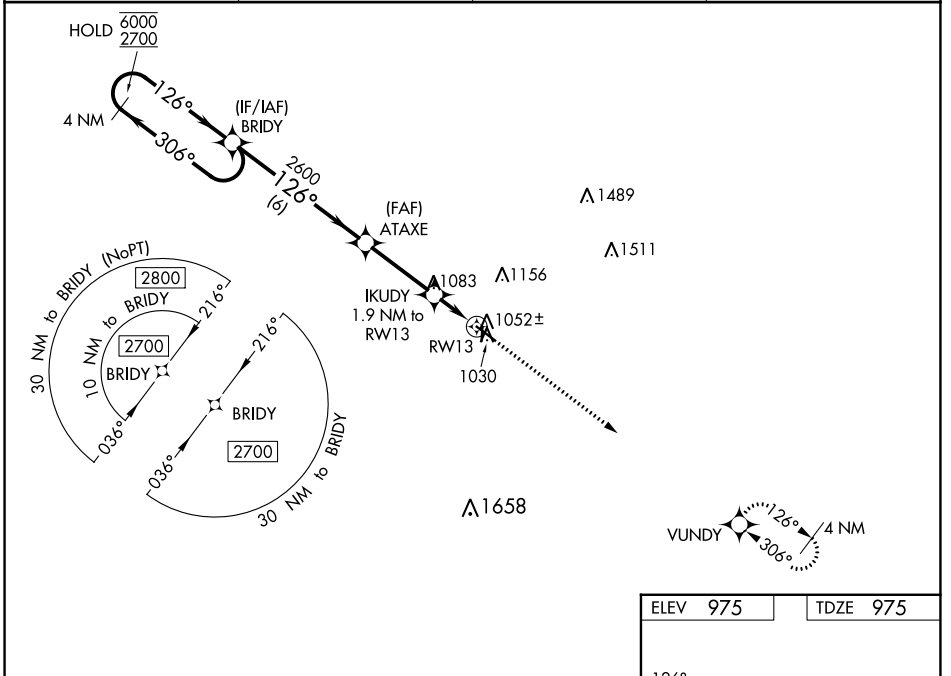 HOLD 6000
2700
126°
4 NM
306°
(IF/IAF)
BRIDY
2600
126°
(6)
(FAF)
ATAXE
1489
1511
1083
1156
IKUDY
1.9 NM to
RW13
1052±
RW13
1030
30 NM to BRIDY (NoPT)
2800
10 NM to BRIDY
2700
216°
BRIDY
036°
216°
BRIDY
2700
036°
30 NM to BRIDY
1658
VUNDY
126°
306°
4 NM
ELEV 975
TDZE 975